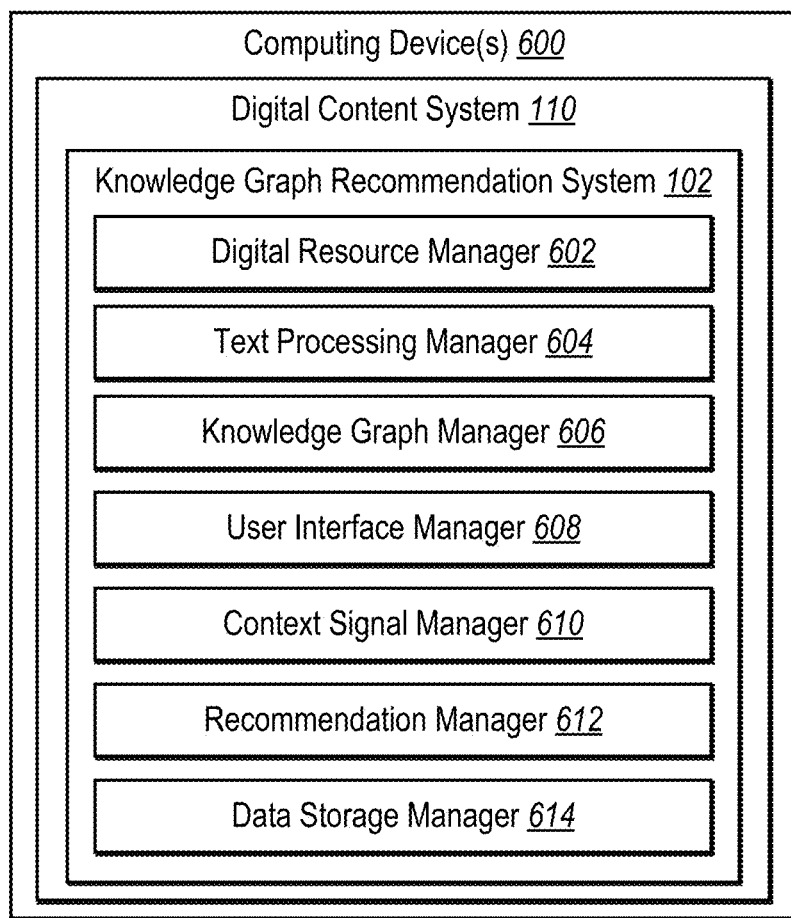 Computing Device(s) 600
Digital Content System 110
Knowledge Graph Recommendation System 102
Digital Resource Manager 602
Text Processing Manager 604
Knowledge Graph Manager 606
User Interface Manager 608
Context Signal Manager 610
Recommendation Manager 612
Data Storage Manager 614